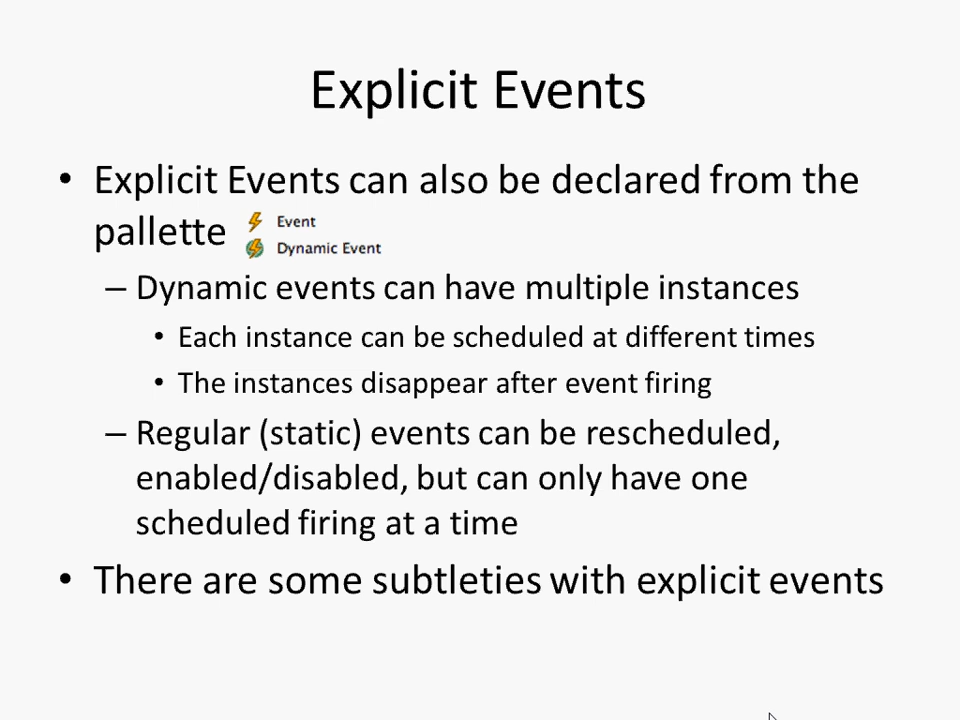 Explicit Events
• Explicit Events can also be declared from the
pallette
Event
Dynamic Event
– Dynamic events can have multiple instances
• Each instance can be scheduled at different times
• The instances disappear after event firing
– Regular (static) events can be rescheduled,
enabled/disabled, but can only have one
scheduled firing at a time
• There are some subtleties with explicit events